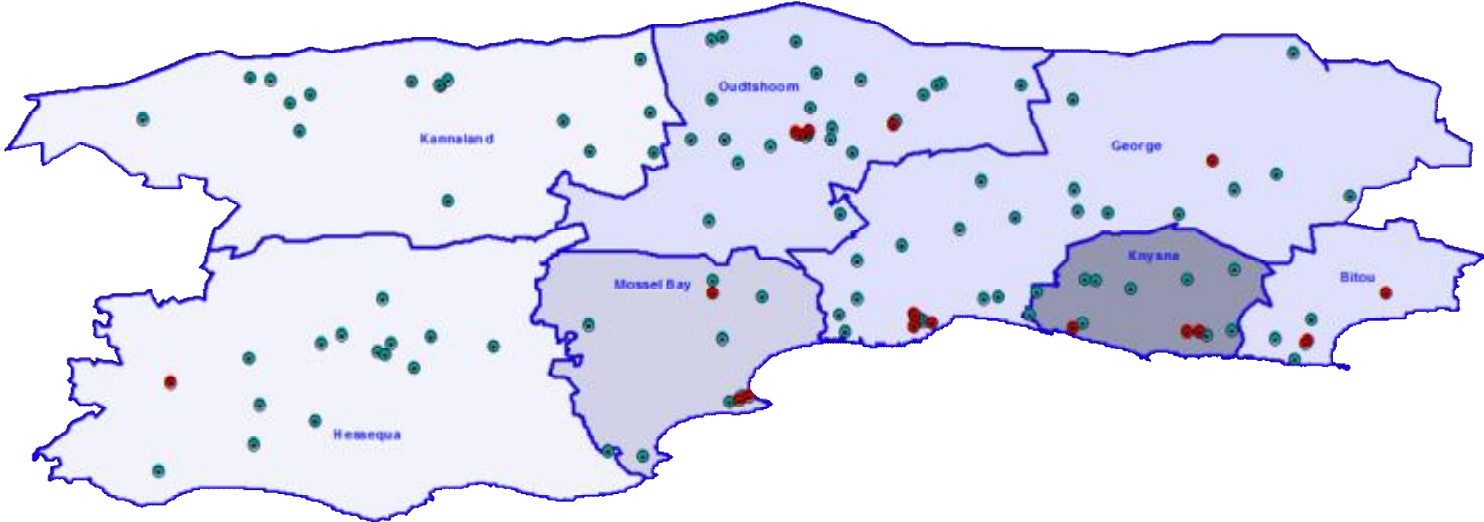 Oudtshoorn
Kannaland
George
Knysna
Bitou
Mossel Bay
Hessequa